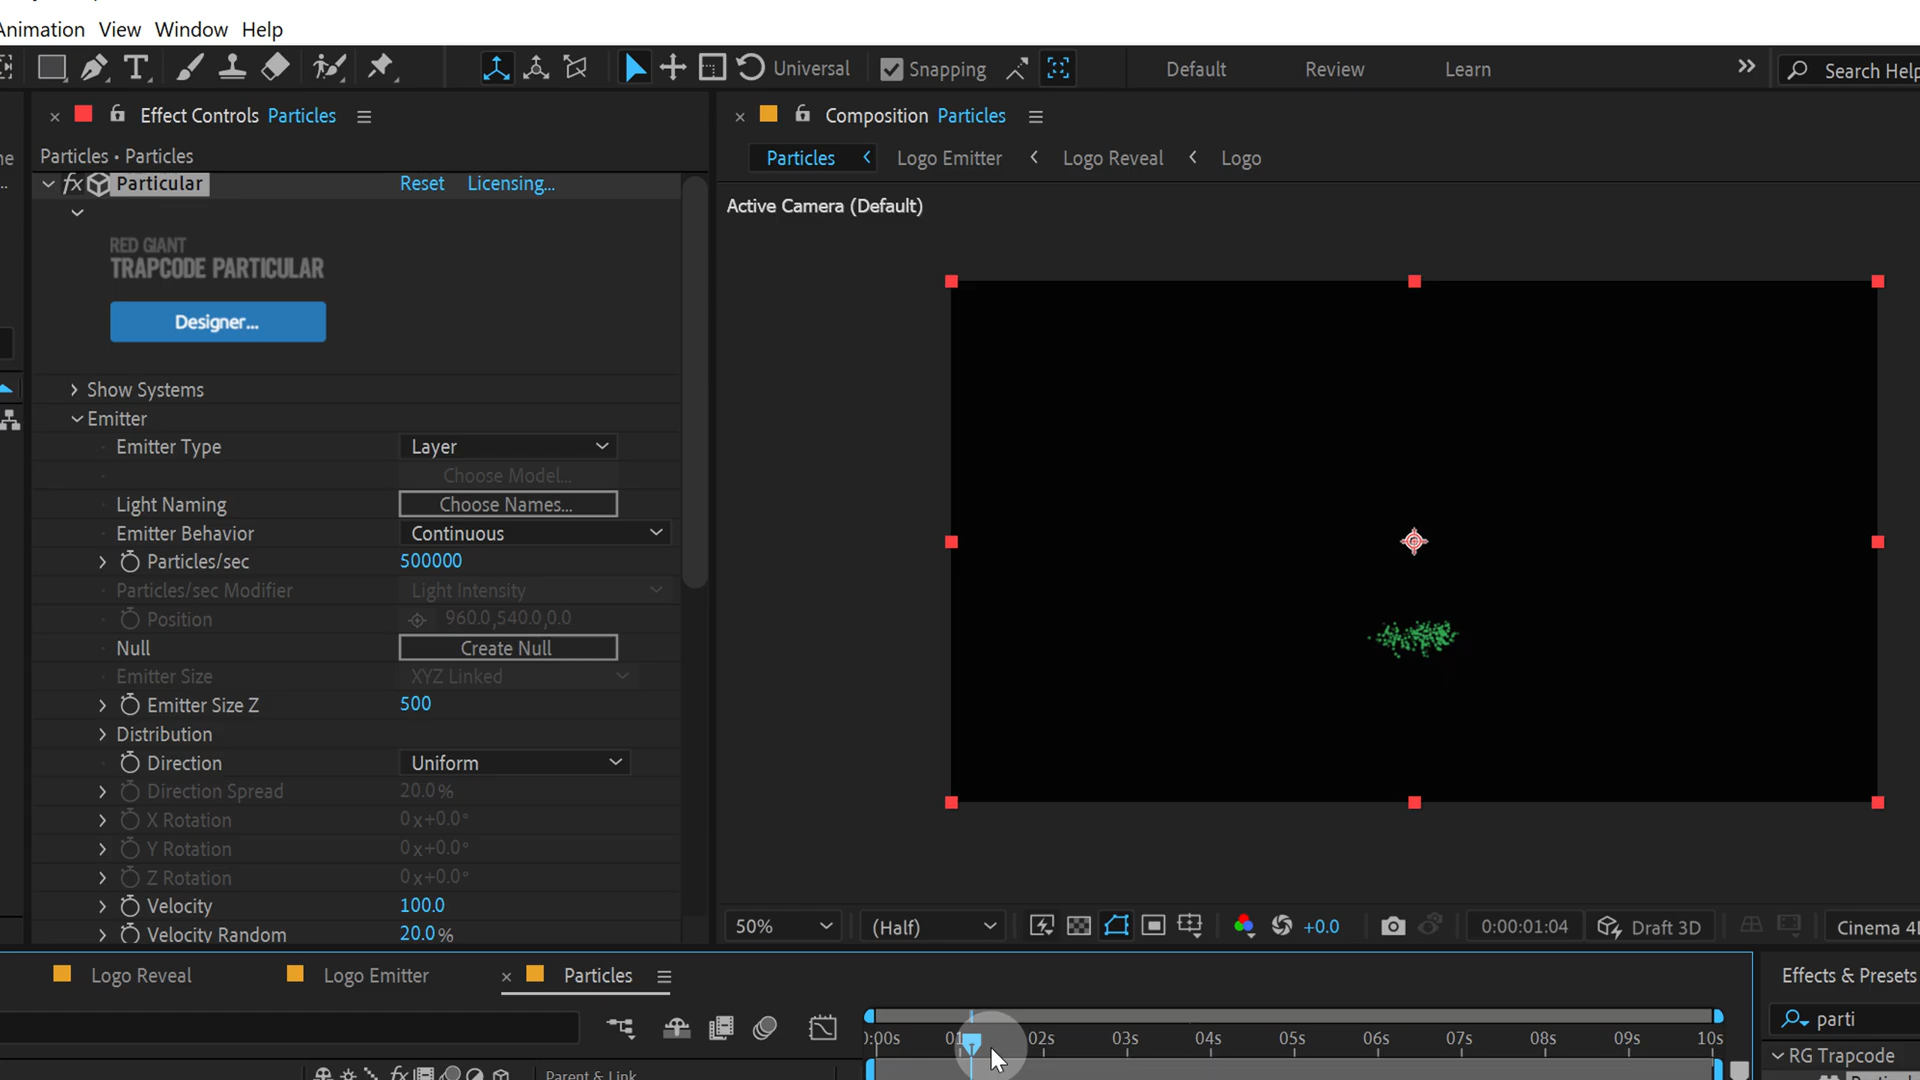 Animation View Window Help
Universal Snapping Default Review Learn Search Help
Effect Controls Particles
Particles • Particles
fx Particular Reset Licensing...
RED GIANT
TRAPCODE PARTICULAR
Designer...
Show Systems
Emitter
Emitter Type Layer
Choose Model...
Light Naming Choose Names...
Emitter Behavior Continuous
Particles/sec 500000
Particles/sec Modifier Light Intensity
Position 960.0,540.0,0.0
Null Create Null
Emitter Size XYZ Linked
Emitter Size Z 500
Distribution
Direction Uniform
Direction Spread 20.0%
X Rotation 0x+0.0°
Y Rotation 0x+0.0°
Z Rotation 0x+0.0°
Velocity 100.0
Velocity Random 20.0%
Composition Particles
Particles Logo Emitter Logo Reveal Logo
Active Camera (Default)
50% (Half) +0.0 0:00:01:04 Draft 3D Cinema 4D
Logo Reveal Logo Emitter Particles
0:00s 02s 03s 04s 05s 06s 07s 08s 09s 10s
fx Parent & Link
Effects & Presets
parti
RG Trapcode